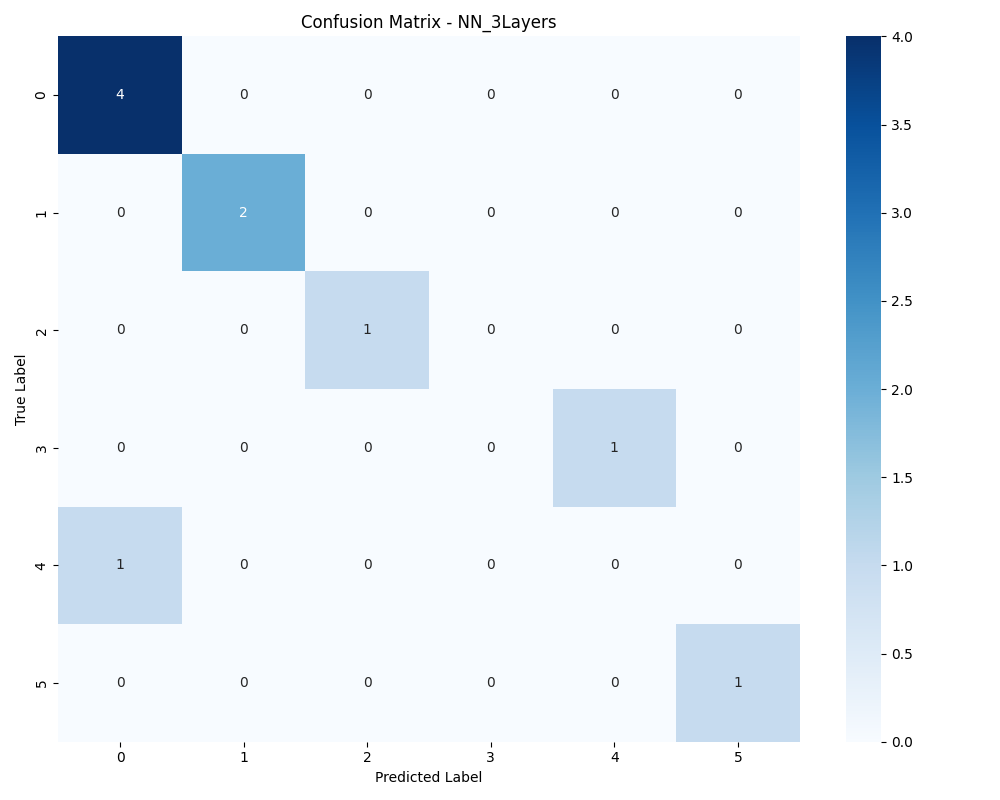 Confusion Matrix - NN_3Layers
True Label
0 4 0 0 0 0 0
1 0 2 0 0 0 0
2 0 0 1 0 0 0
3 0 0 0 0 1 0
4 1 0 0 0 0 0
5 0 0 0 0 0 1
0 1 2 3 4 5
Predicted Label
4.0
3.5
3.0
2.5
2.0
1.5
1.0
0.5
0.0